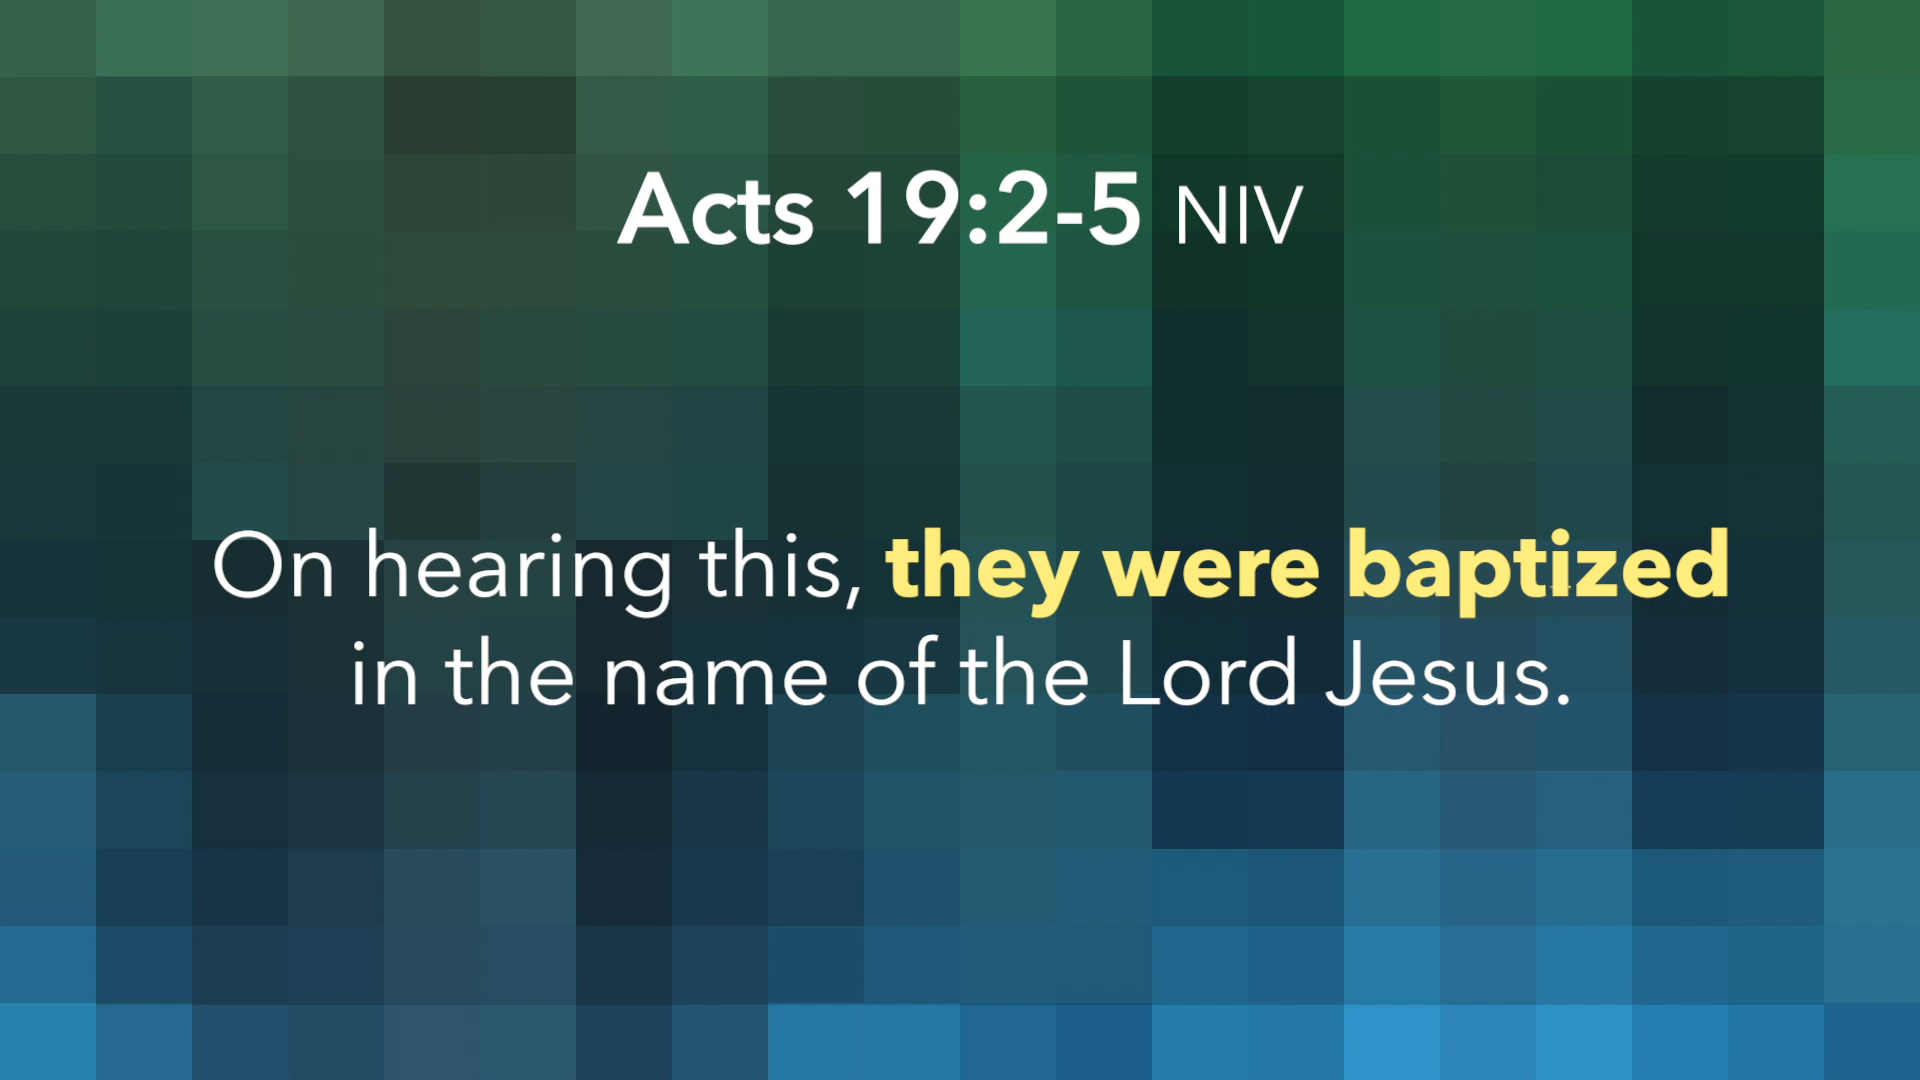 Acts 19:2-5 NIV
On hearing this, they were baptized
in the name of the Lord Jesus.